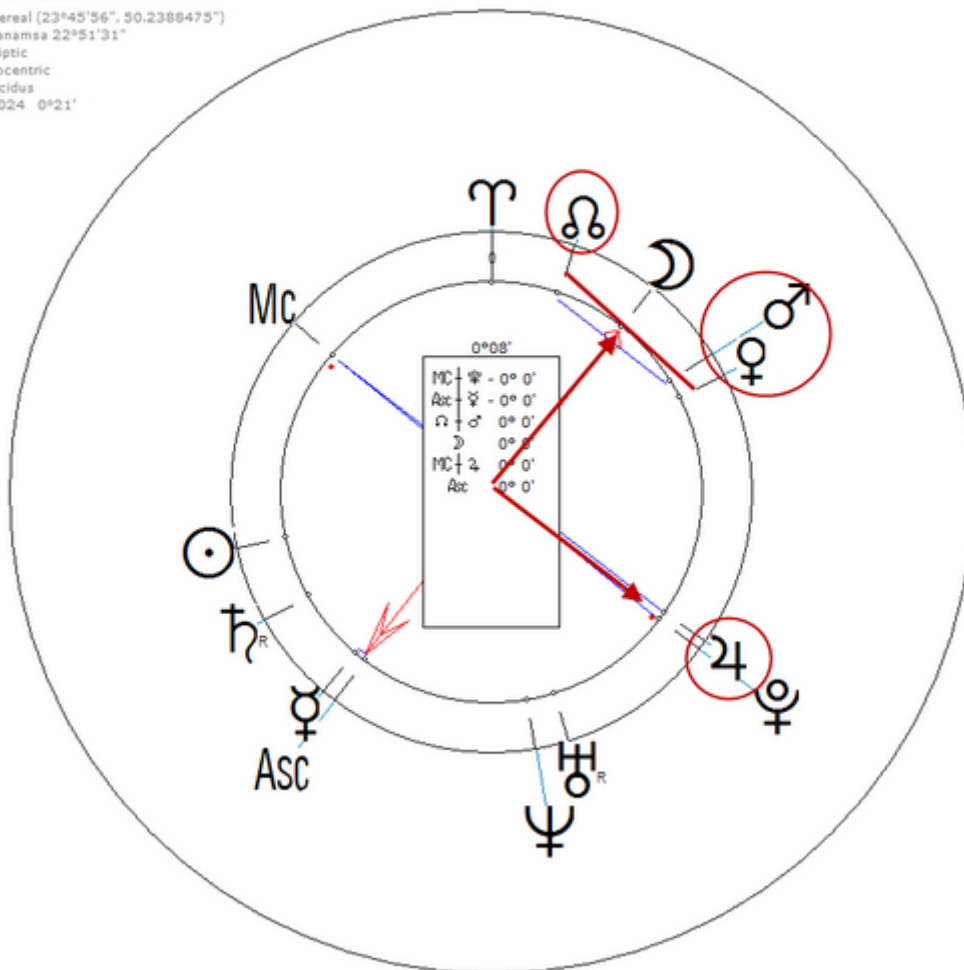 ereal (23°45'56", 50.2388475")
anamsa 22°51'31"
iptic
ocentric
cidus
024 0°21'
♈
☊
☽
Mc
♂
♀
0
0°08'
MC┼♆ - 0° 0'
Asc┼☿ - 0° 0'
☊┼♂ 0° 0'
☽ 0° 0'
MC┼♃ 0° 0'
Asc 0° 0'
☉
♄R
♃
♇
☿
Asc
♅R
♆